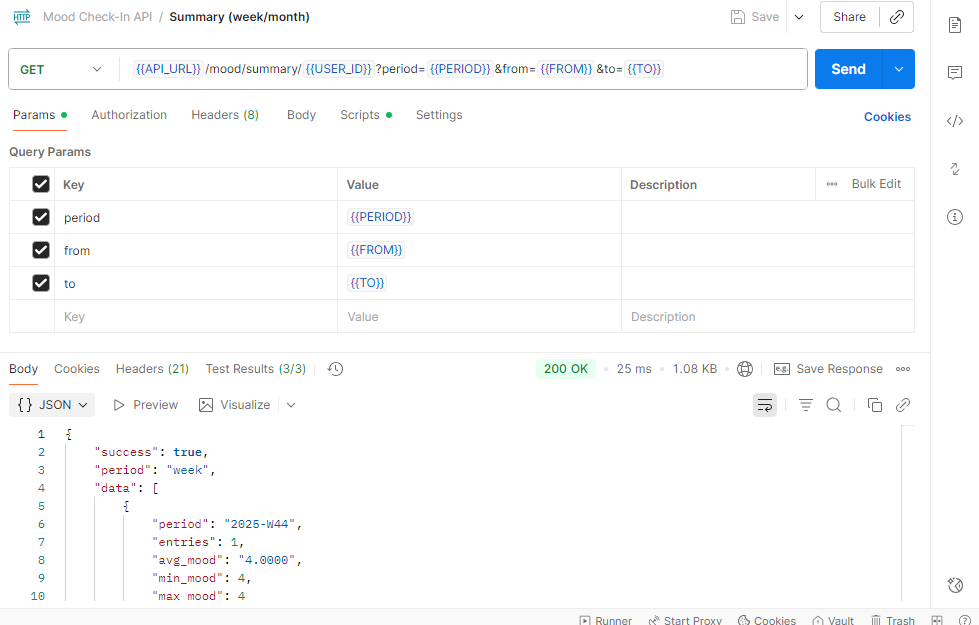 HTTP Mood Check-In API / Summary (week/month) Save Share
GET {{API_URL}} /mood/summary/ {{USER_ID}} ?period= {{PERIOD}} &from= {{FROM}} &to= {{TO}} Send
Params Authorization Headers (8) Body Scripts Settings Cookies
Query Params
Key Value Description Bulk Edit
period {{PERIOD}}
from {{FROM}}
to {{TO}}
Key Value Description
Body Cookies Headers (21) Test Results (3/3) 200 OK 25 ms 1.08 KB e.g. Save Response
{} JSON Preview Visualize
1 {
2 "success": true,
3 "period": "week",
4 "data": [
5 {
6 "period": "2025-W44",
7 "entries": 1,
8 "avg_mood": "4.0000",
9 "min_mood": 4,
10 "max_mood": 4
Runner Start Proxy Cookies Vault Trash